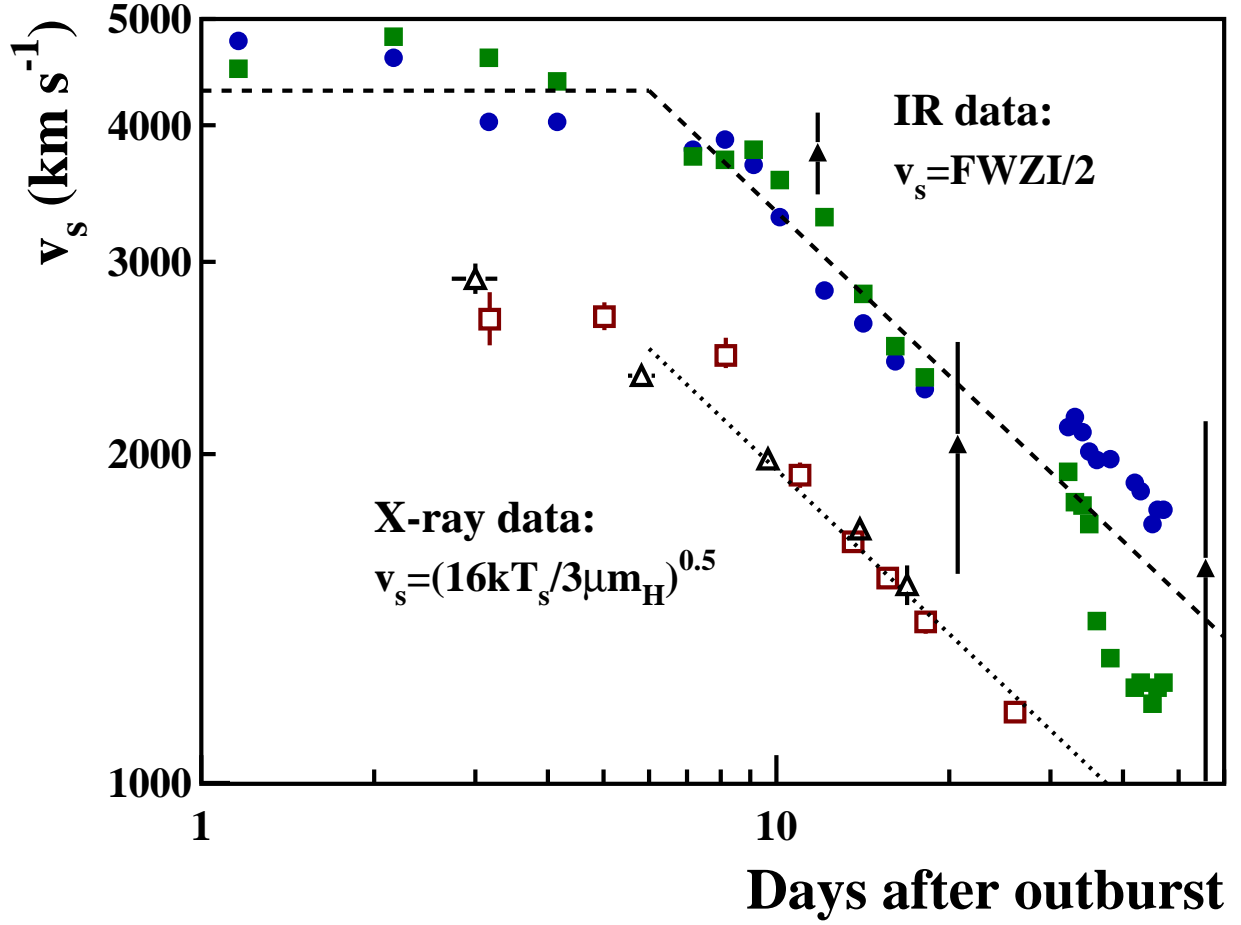 5000
4000
3000
2000
1000
v_s (km s^-1)
IR data:
v_s=FWZI/2
X-ray data:
v_s=(16kT_s/3μm_H)^0.5
1 10
Days after outburst